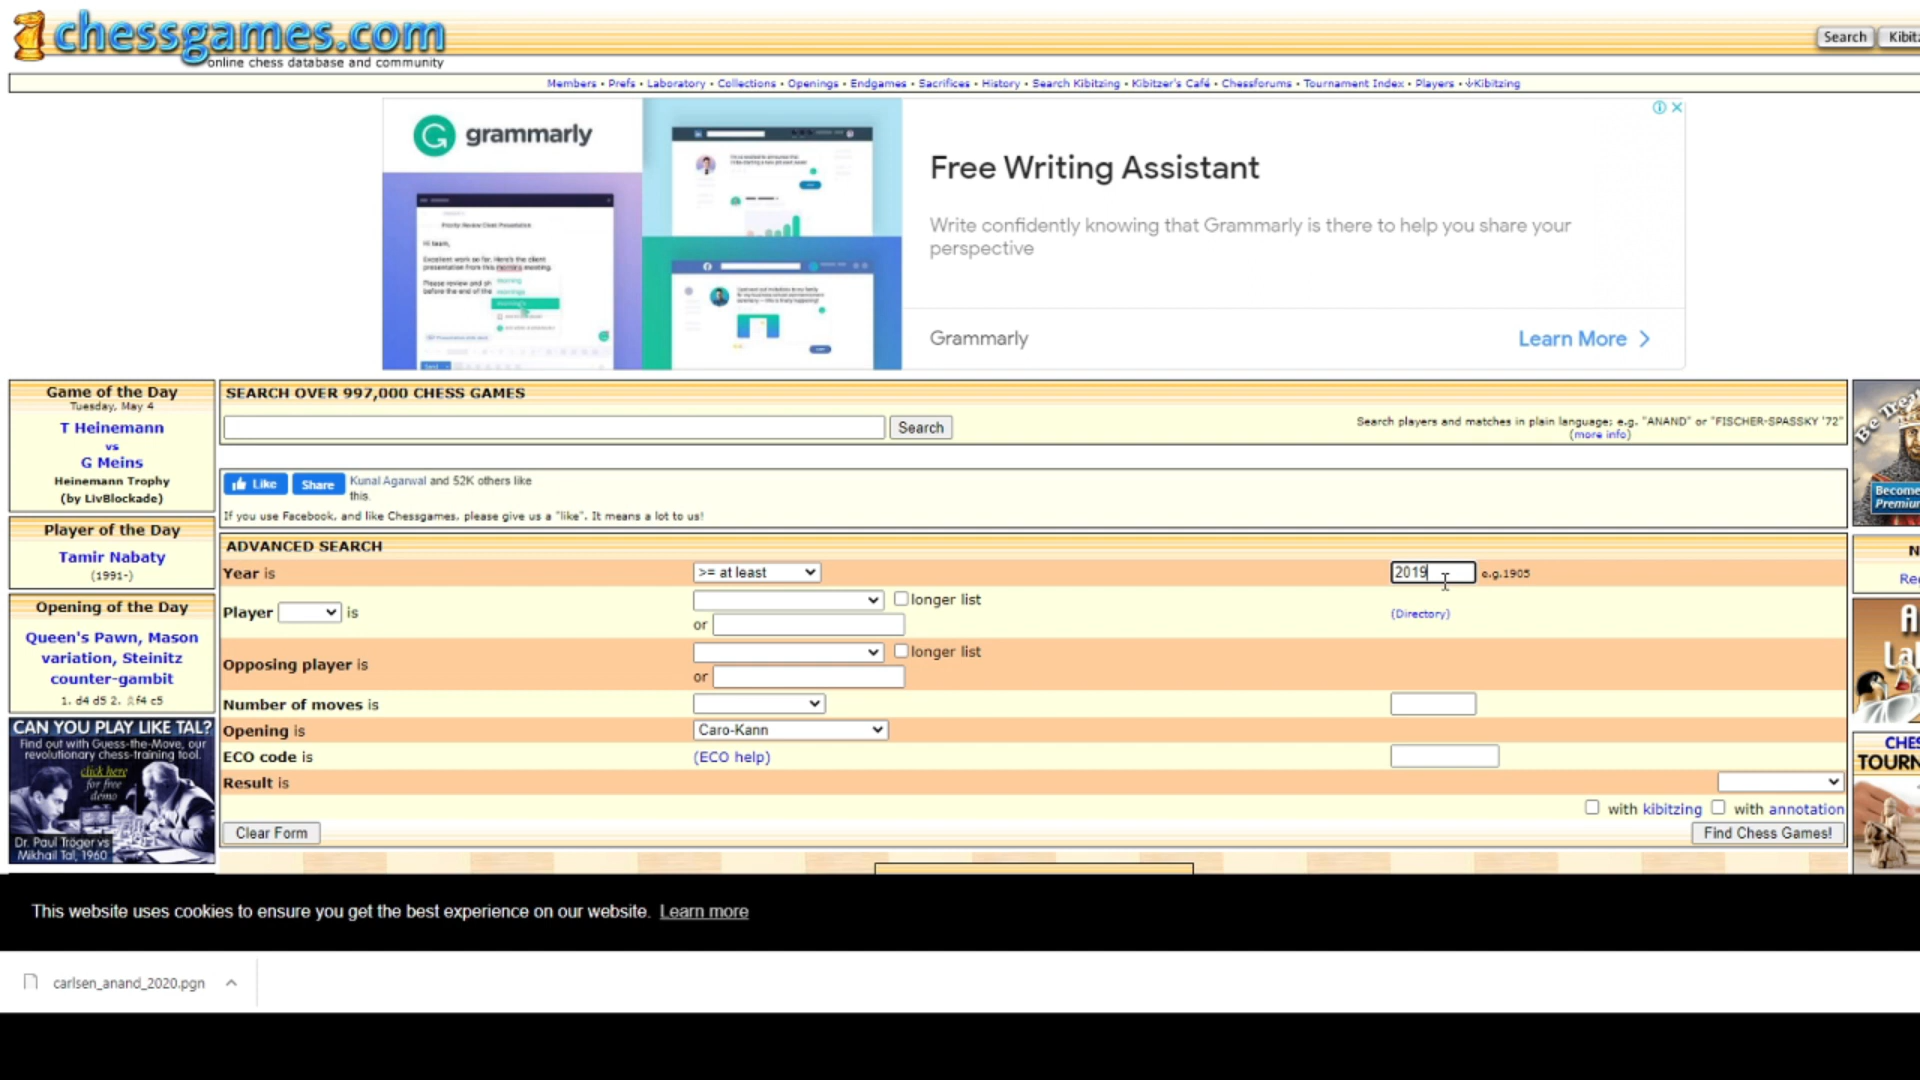 chessgames.com
online chess database and community
Search
Members • Prefs • Laboratory • Collections • Openings • Endgames • Sacrifices • History • Search Kibitzing • Kibitzer's Café • Chessforums • Tournament Index • Players • ↓Kibitzing
grammarly
Free Writing Assistant
Write confidently knowing that Grammarly is there to help you share your
perspective
Grammarly
Learn More
Hi team,
Game of the Day
Tuesday, May 4
T Heinemann
vs
G Meins
Heinemann Trophy
(by LivBlockade)
Player of the Day
Tamir Nabaty
(1991-)
Opening of the Day
Queen's Pawn, Mason
variation, Steinitz
counter-gambit
1. d4 d5 2. ♗f4 c5
CAN YOU PLAY LIKE TAL?
Find out with Guess-the-Move, our
revolutionary chess-training tool.
click here
for free
demo
Dr. Paul Tröger vs
Mikhail Tal, 1960
SEARCH OVER 997,000 CHESS GAMES
Search
Search players and matches in plain language; e.g. "ANAND" or "FISCHER-SPASSKY '72"
(more info)
Like
Share
Kunal Agarwal and 52K others like
this.
If you use Facebook, and like Chessgames, please give us a "like". It means a lot to us!
ADVANCED SEARCH
Year is
>= at least
2019
e.g.1905
Player
is
longer list
or
(Directory)
Opposing player is
longer list
or
Number of moves is
Opening is
Caro-Kann
ECO code is
(ECO help)
Result is
with kibitzing
with annotation
Clear Form
Find Chess Games!
Become
Premium
This website uses cookies to ensure you get the best experience on our website. Learn more
carlsen_anand_2020.pgn